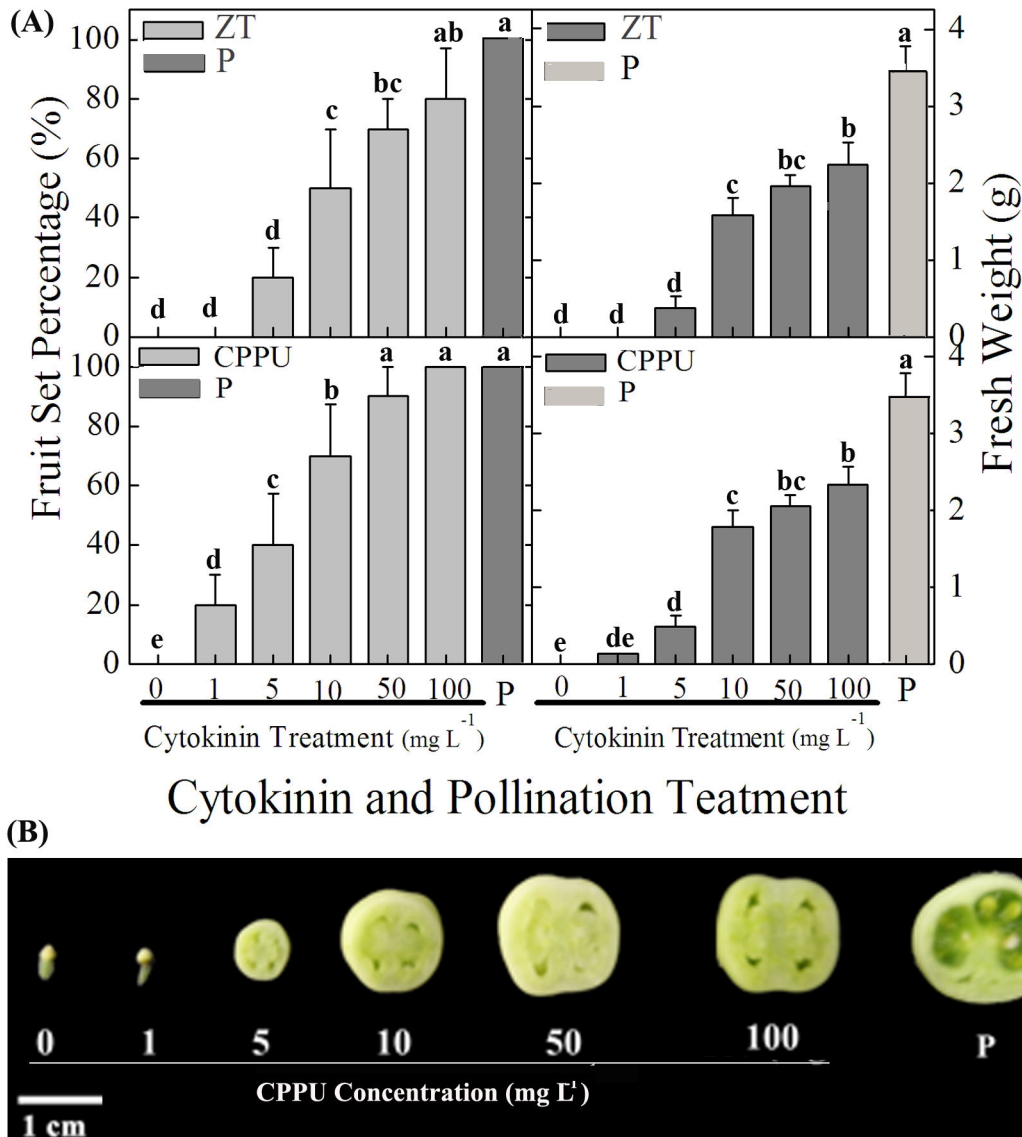 (A)
Fruit Set Percentage (%)
Fresh Weight (g)
100
80
60
40
20
0
ZT
P
d d d c bc ab a
ZT
P
d d d c bc b a
4
3
2
1
0
100
80
60
40
20
0
CPPU
P
e d c b a a a
CPPU
P
e de d c bc b a
4
3
2
1
0
0 1 5 10 50 100 P
0 1 5 10 50 100 P
Cytokinin Treatment (mg L-1)
Cytokinin Treatment (mg L-1)
Cytokinin and Pollination Teatment
(B)
0 1 5 10 50 100 P
CPPU Concentration (mg L1)
1 cm